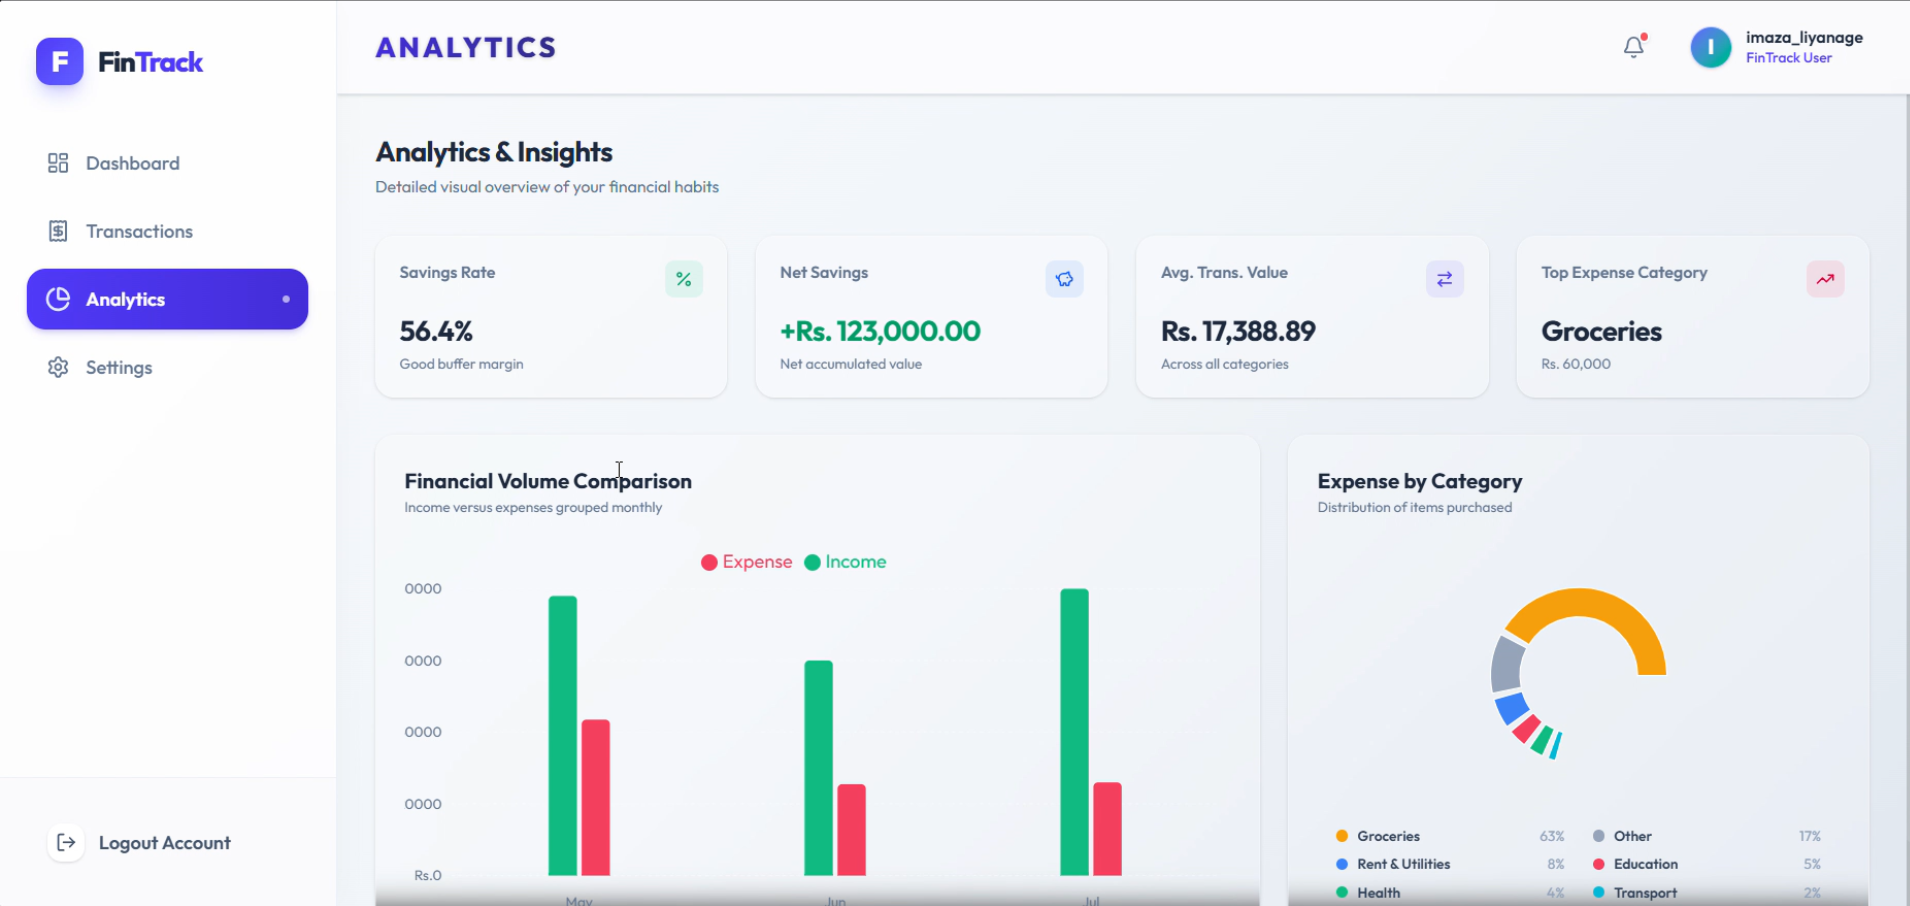 F FinTrack
Dashboard
Transactions
Analytics
Settings
Logout Account
ANALYTICS
I
imaza_liyanage
FinTrack User
Analytics & Insights
Detailed visual overview of your financial habits
Savings Rate
%
56.4%
Good buffer margin
Net Savings
+Rs. 123,000.00
Net accumulated value
Avg. Trans. Value
Rs. 17,388.89
Across all categories
Top Expense Category
Groceries
Rs. 60,000
Financial Volume Comparison
Income versus expenses grouped monthly
Expense Income
0000
0000
0000
0000
Rs.0
May Jun Jul
Expense by Category
Distribution of items purchased
Groceries 63% Other 17%
Rent & Utilities 8% Education 5%
Health 4% Transport 2%